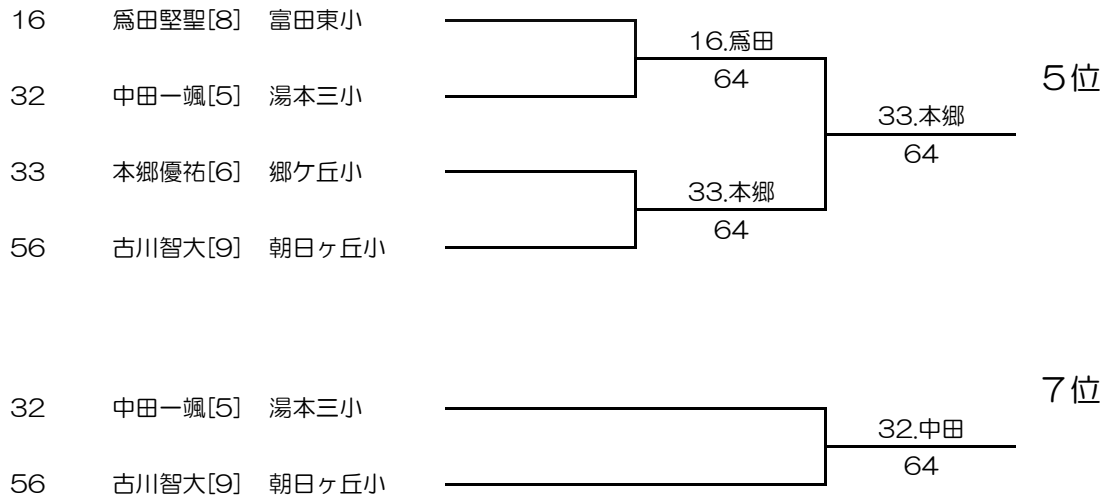 16 爲田堅聖[8] 富田東小
16.爲田
64
5位
32 中田一颯[5] 湯本三小
33.本郷
64
33 本郷優祐[6] 郷ケ丘小
33.本郷
64
56 古川智大[9] 朝日ヶ丘小
7位
32 中田一颯[5] 湯本三小
32.中田
64
56 古川智大[9] 朝日ヶ丘小